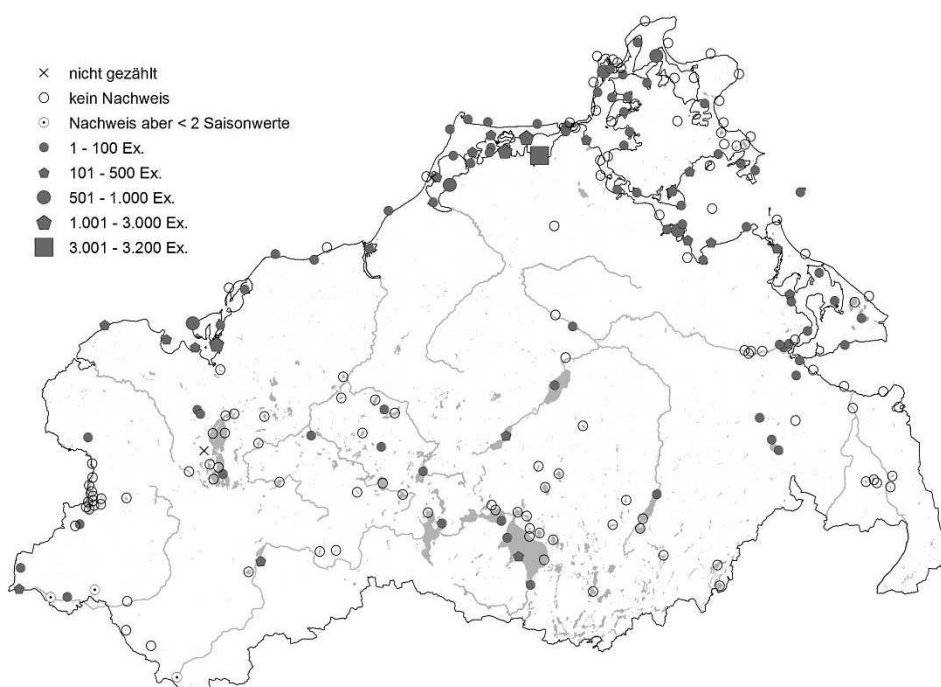 nicht gezählt
kein Nachweis
Nachweis aber < 2 Saisonwerte
1 - 100 Ex.
101 - 500 Ex.
501 - 1.000 Ex.
1.001 - 3.000 Ex.
3.001 - 3.200 Ex.